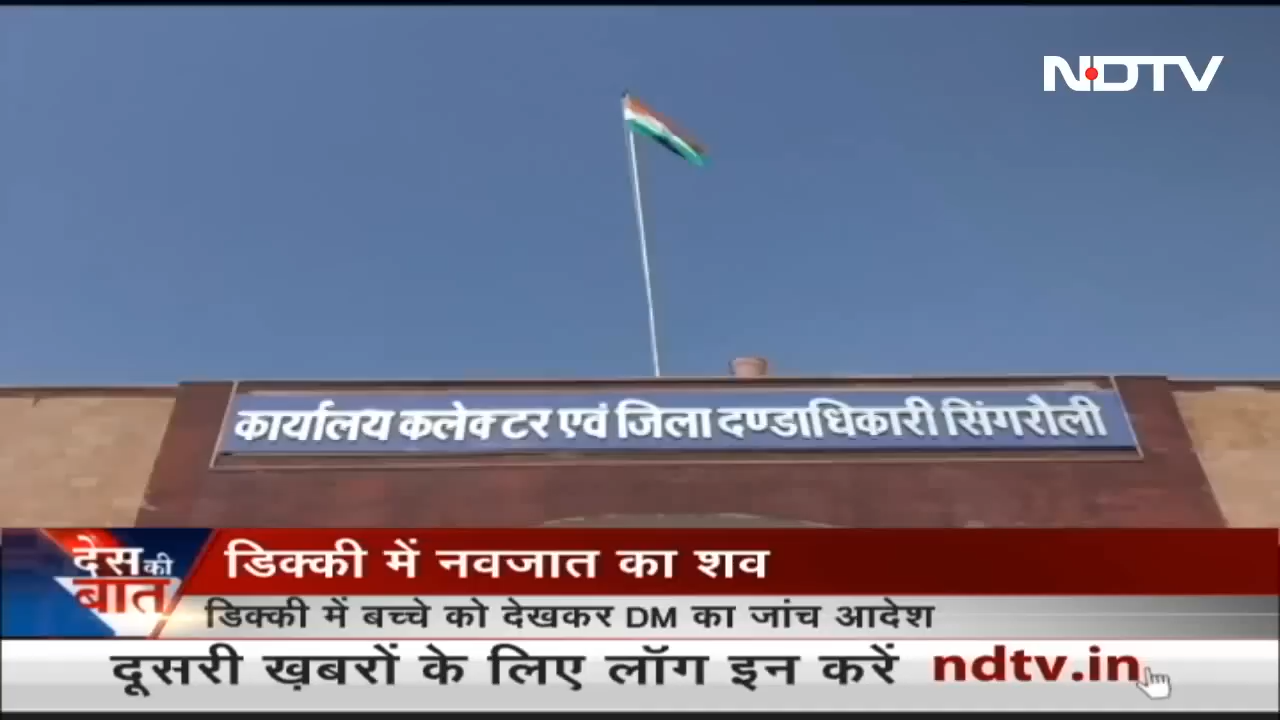 NDTV
कार्यालय कलेक्टर एवं जिला दण्डाधिकारी सिंगरौली
देस की बात
डिक्की में नवजात का शव
डिक्की में बच्चे को देखकर DM का जांच आदेश
दूसरी ख़बरों के लिए लॉग इन करें ndtv.in